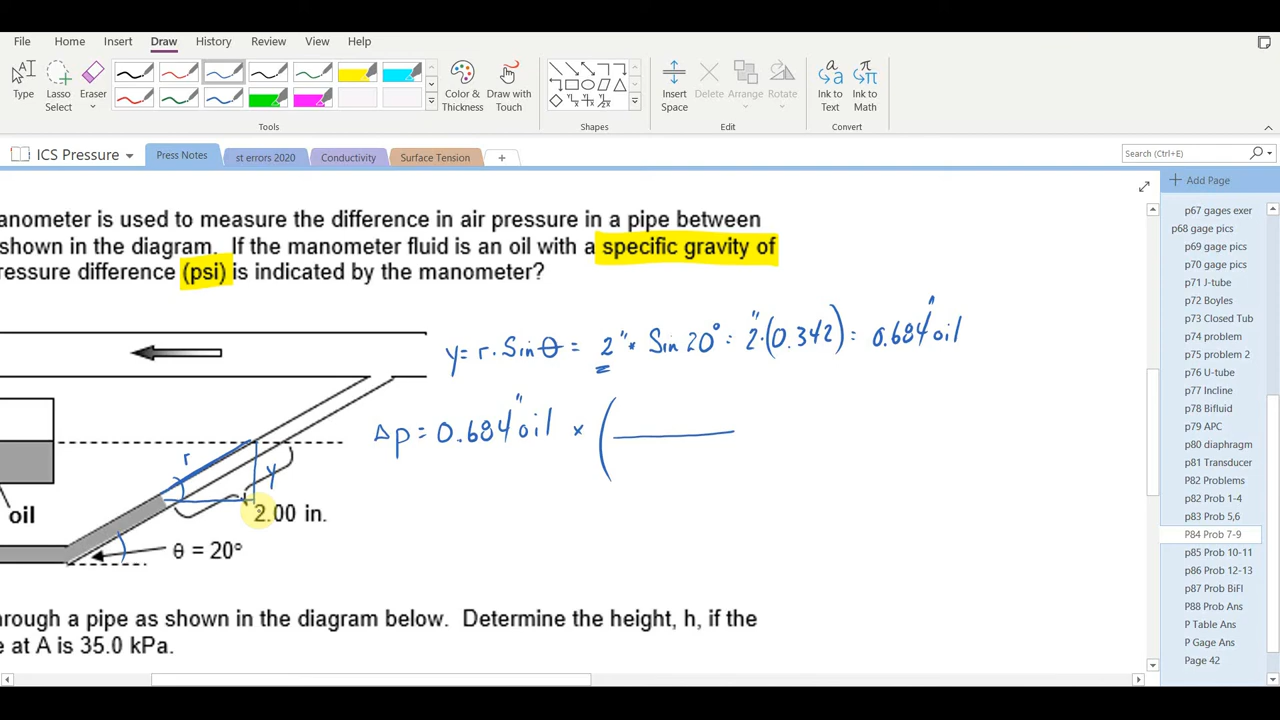 File Home Insert Draw History Review View Help
Type Lasso Select Eraser Color & Thickness Draw with Touch Insert Space Delete Arrange Rotate Ink to Text Ink to Math
Tools Shapes Edit Convert
ICS Pressure Press Notes st errors 2020 Conductivity Surface Tension + Search (Ctrl+E)
Add Page
p67 gages exer
p68 gage pics
p69 gage pics
p70 gage pics
p71 J-tube
p72 Boyles
p73 Closed Tub
p74 problem
p75 problem 2
p76 U-tube
p77 Incline
p78 Bifluid
p79 APC
p80 diaphragm
p81 Transducer
P82 Problems
p82 Prob 1-4
p83 Prob 5,6
P84 Prob 7-9
p85 Prob 10-11
p86 Prob 12-13
p87 Prob BiFl
P88 Prob Ans
P Table Ans
P Gage Ans
Page 42
anometer is used to measure the difference in air pressure in a pipe between
shown in the diagram. If the manometer fluid is an oil with a specific gravity of
ressure difference (psi) is indicated by the manometer?
y = r · Sin θ = 2" * Sin 20° = 2" · (0.342) = 0.684" oil
Δp = 0.684" oil × (
r
y
2.00 in.
oil
θ = 20°
hrough a pipe as shown in the diagram below. Determine the height, h, if the
e at A is 35.0 kPa.